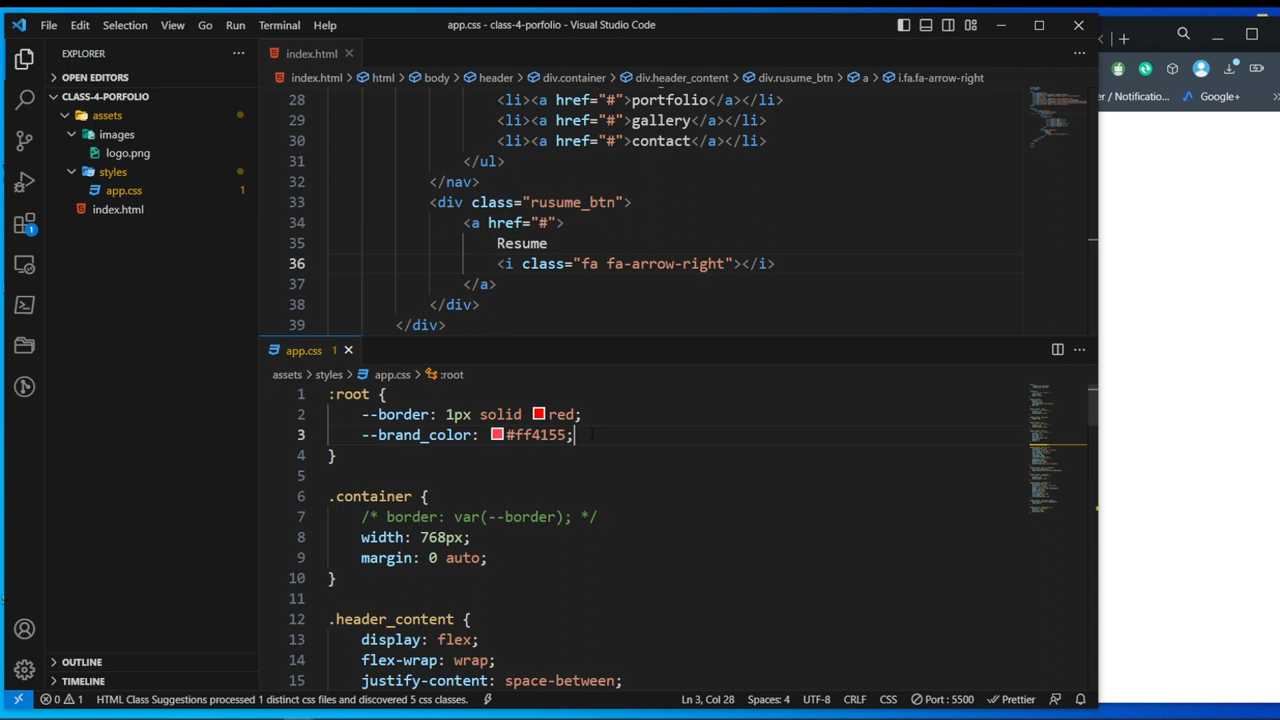 File Edit Selection View Go Run Terminal Help
app.css - class-4-porfolio - Visual Studio Code
EXPLORER
OPEN EDITORS
CLASS-4-PORFOLIO
assets
images
logo.png
styles
app.css 1
index.html
OUTLINE
TIMELINE
1
index.html
index.html > html > body > header > div.container > div.header_content > div.rusume_btn > a > i.fa.fa-arrow-right
28 <li><a href="#">portfolio</a></li>
29 <li><a href="#">gallery</a></li>
30 <li><a href="#">contact</a></li>
31 </ul>
32 </nav>
33 <div class="rusume_btn">
34 <a href="#">
35 Resume
36 <i class="fa fa-arrow-right"></i>
37 </a>
38 </div>
39 </div>
app.css 1
assets > styles > app.css > :root
1 :root {
2 --border: 1px solid red;
3 --brand_color: #ff4155;
4 }
5
6 .container {
7 /* border: var(--border); */
8 width: 768px;
9 margin: 0 auto;
10 }
11
12 .header_content {
13 display: flex;
14 flex-wrap: wrap;
15 justify-content: space-between;
0 1 HTML Class Suggestions processed 1 distinct css files and discovered 5 css classes. Ln 3, Col 28 Spaces: 4 UTF-8 CRLF CSS Port : 5500 Prettier
er / Notificatio... Google+